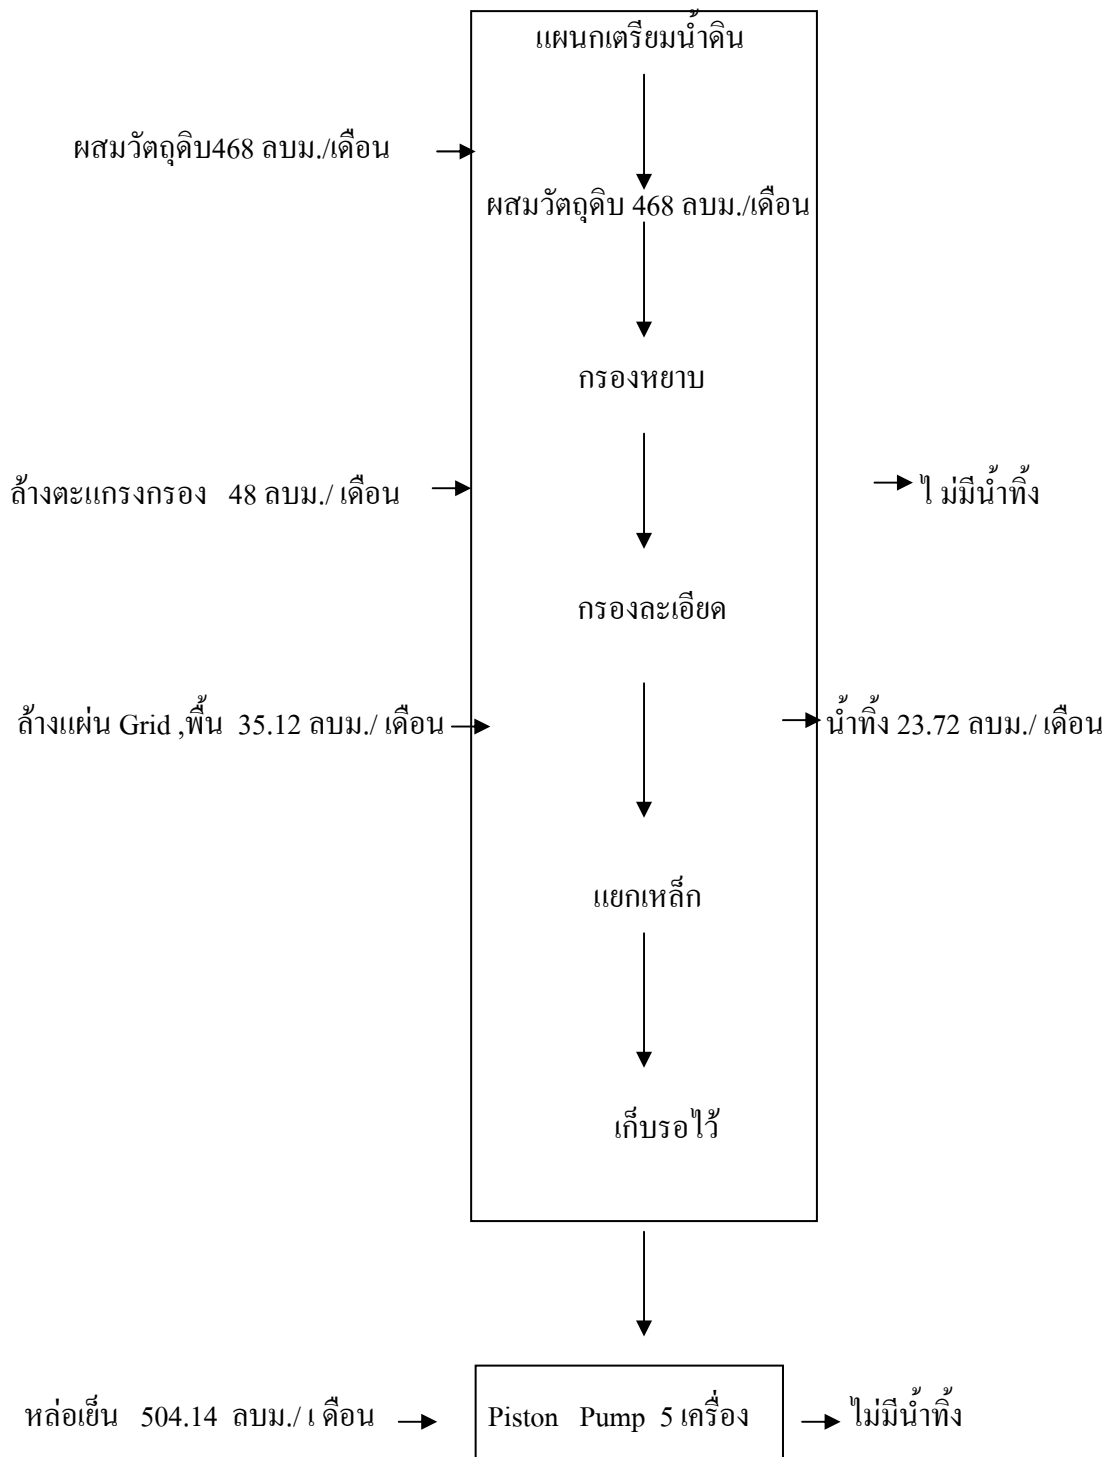 แผนกเตรียมน้ำดิน
ผสมวัตถุดิบ468 ลบม./เดือน
ผสมวัตถุดิบ 468 ลบม./เดือน
กรองหยาบ
ล้างตะแกรงกรอง 48 ลบม./ เดือน
ไ ม่มีน้ำทิ้ง
กรองละเอียด
ล้างแผ่น Grid ,พื้น 35.12 ลบม./ เดือน
น้ำทิ้ง 23.72 ลบม./ เดือน
แยกเหล็ก
เก็บรอไว้
หล่อเย็น 504.14 ลบม./ เ ดือน
Piston Pump 5 เครื่อง
ไม่มีน้ำทิ้ง